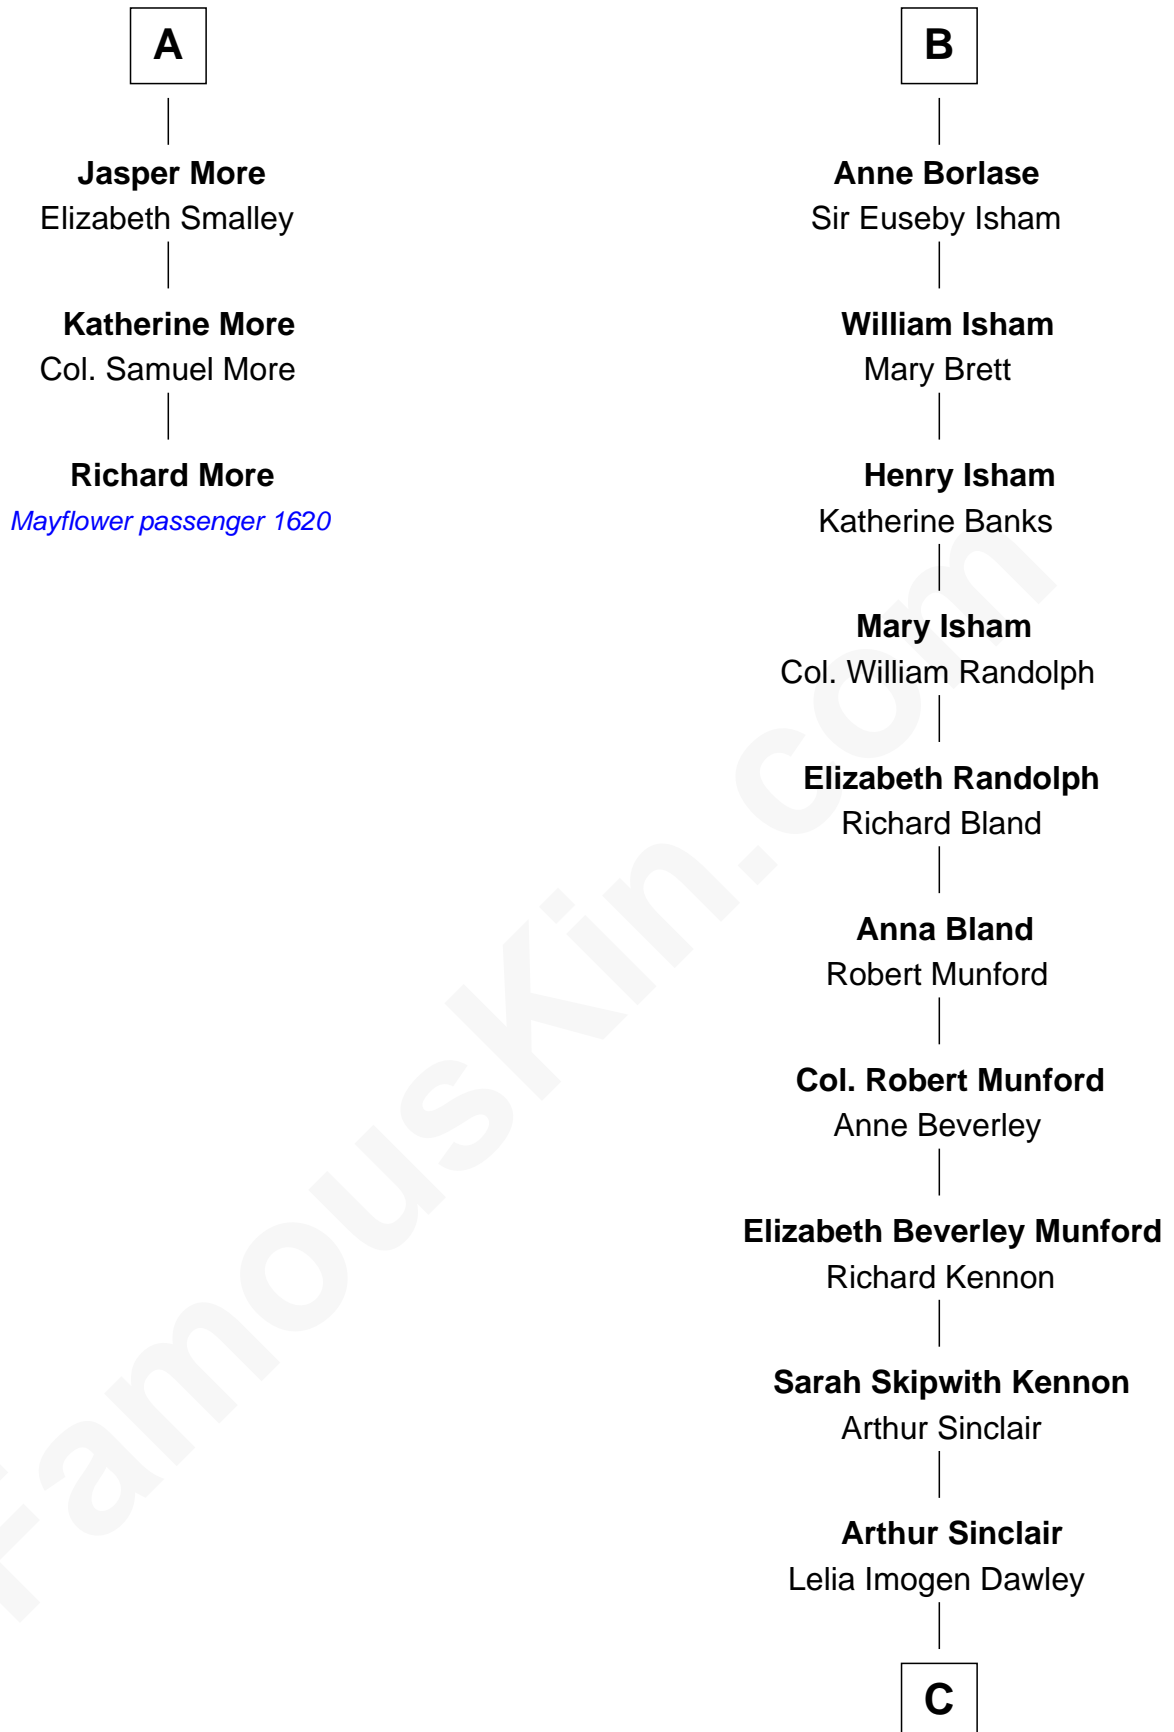 A
Jasper More
Elizabeth Smalley
Katherine More
Col. Samuel More
Richard More
Mayflower passenger 1620
B
Anne Borlase
Sir Euseby Isham
William Isham
Mary Brett
Henry Isham
Katherine Banks
Mary Isham
Col. William Randolph
Elizabeth Randolph
Richard Bland
Anna Bland
Robert Munford
Col. Robert Munford
Anne Beverley
Elizabeth Beverley Munford
Richard Kennon
Sarah Skipwith Kennon
Arthur Sinclair
Arthur Sinclair
Lelia Imogen Dawley
C
FamousKin.com